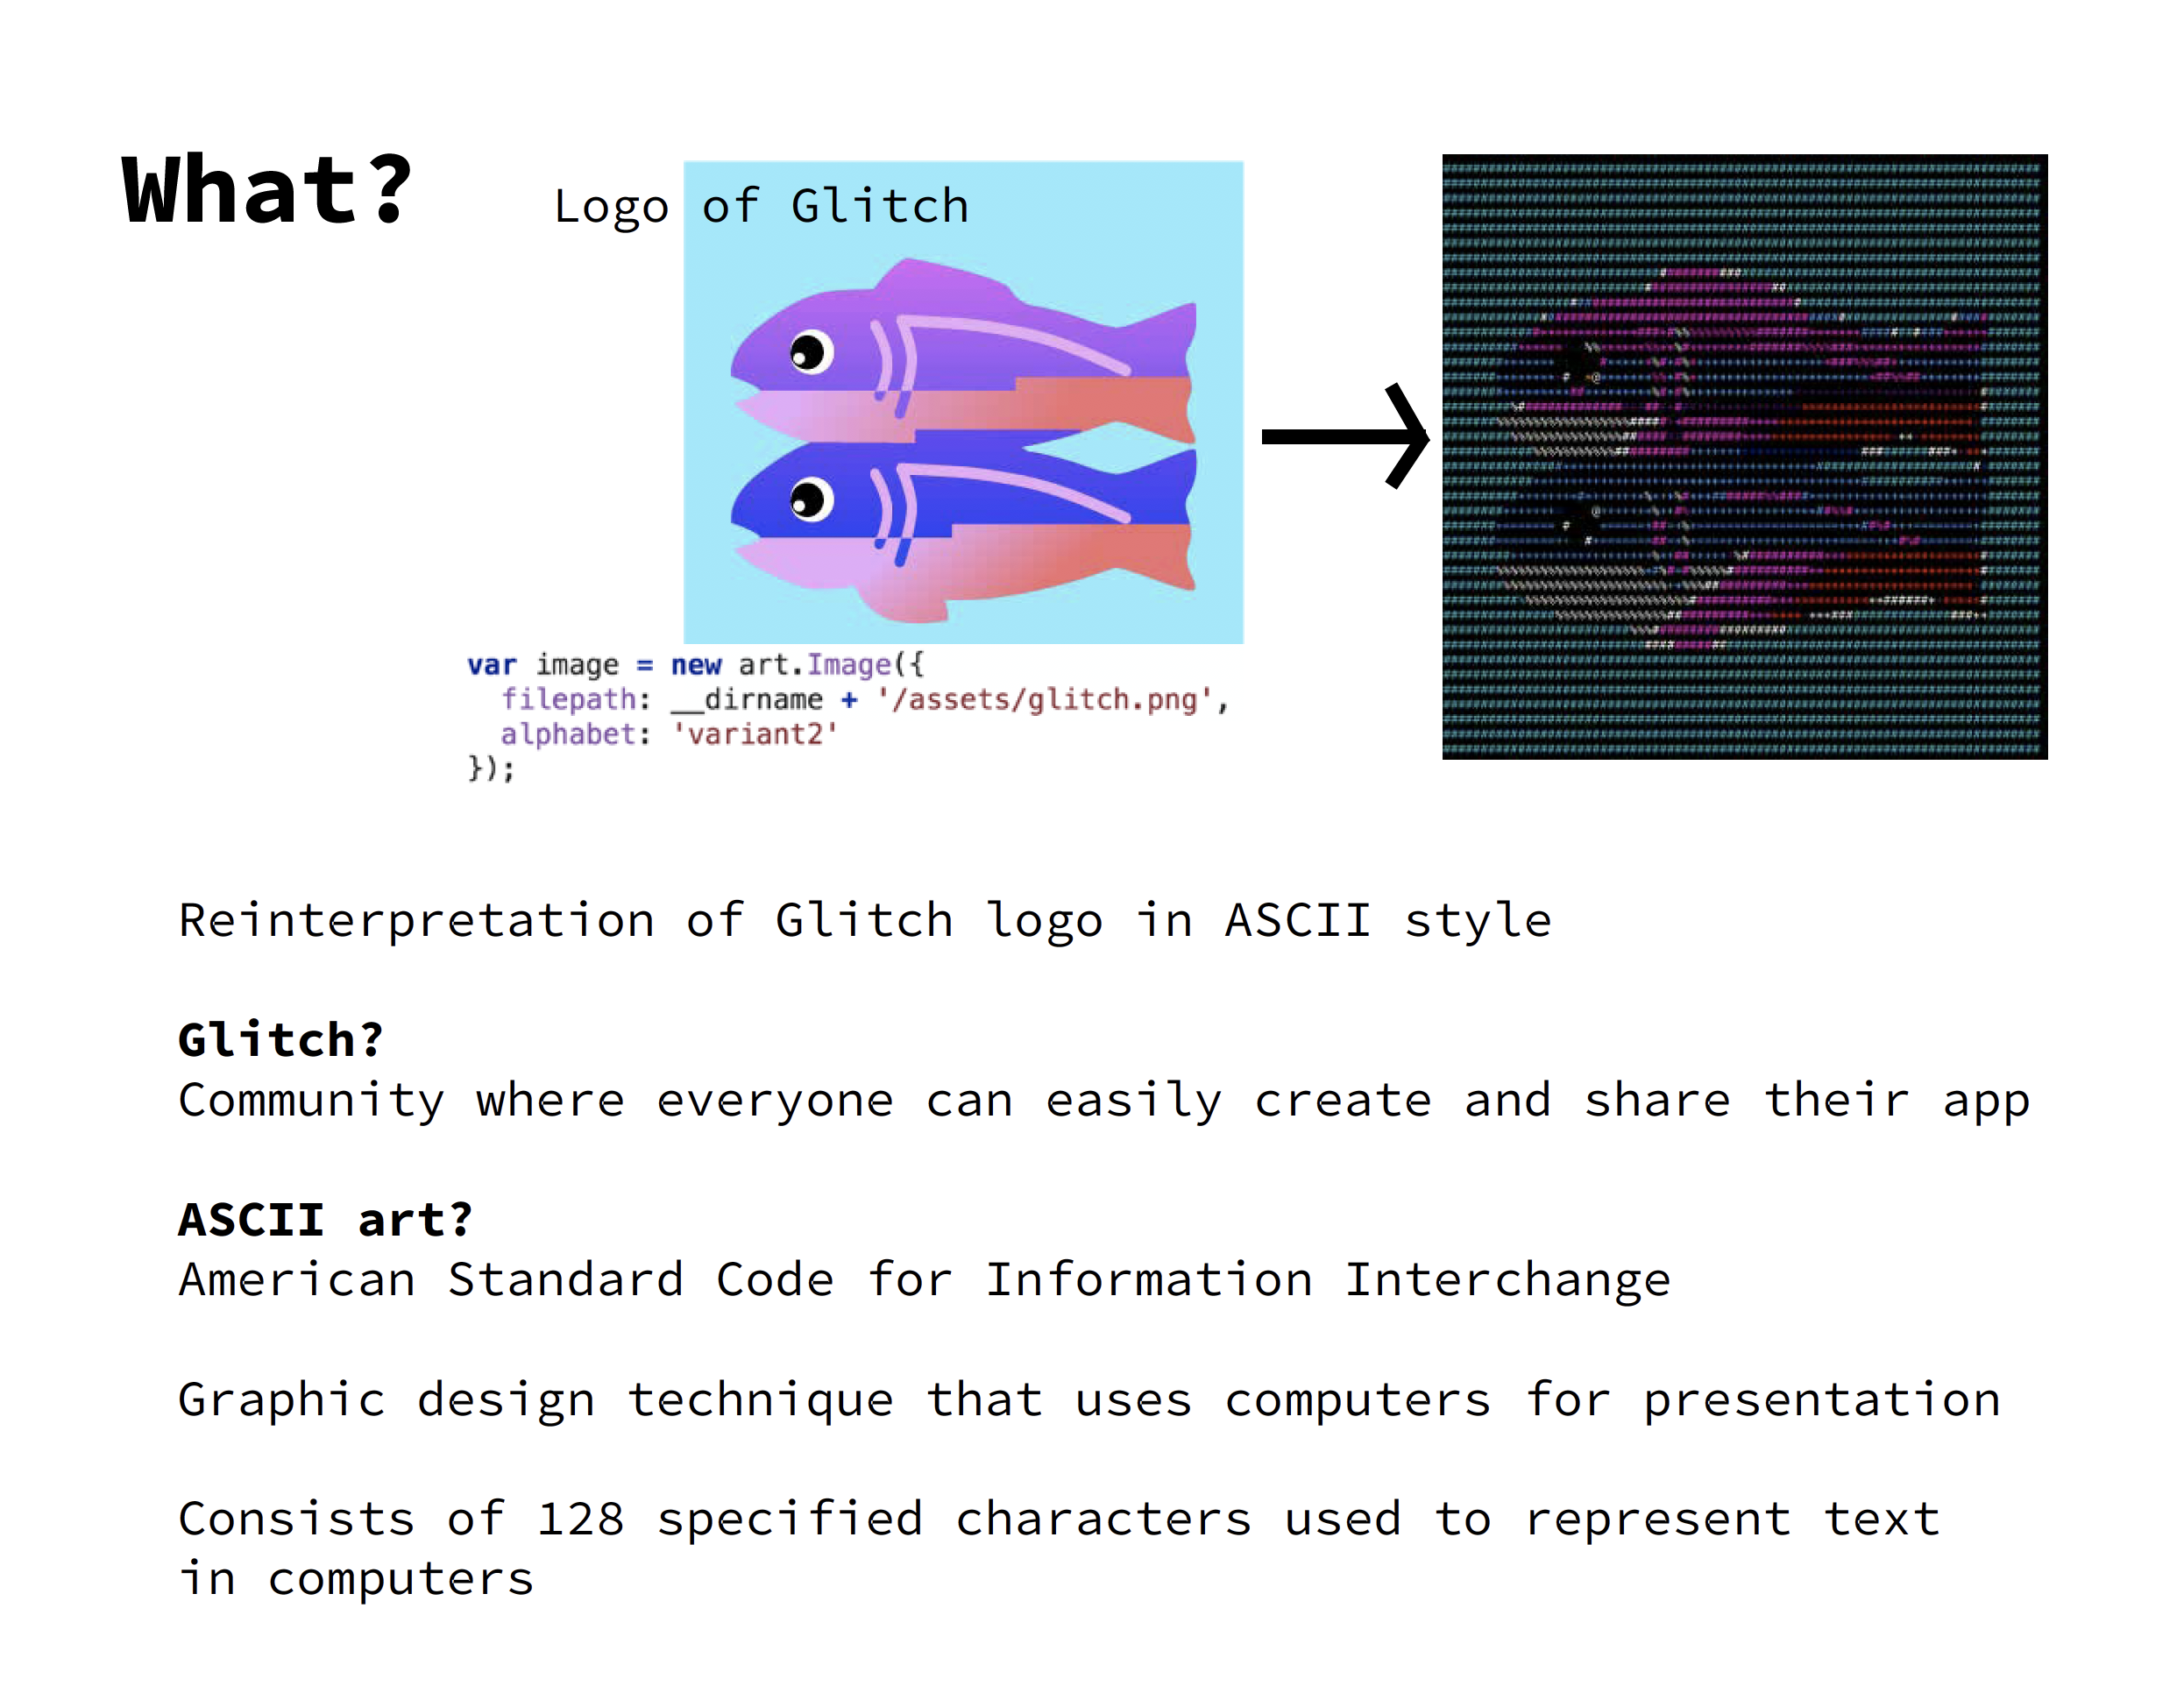 What?
Logo of Glitch
var image = new art.Image({
  filepath: __dirname + '/assets/glitch.png',
  alphabet: 'variant2'
});
Reinterpretation of Glitch logo in ASCII style
Glitch?
Community where everyone can easily create and share their app
ASCII art?
American Standard Code for Information Interchange
Graphic design technique that uses computers for presentation
Consists of 128 specified characters used to represent text
in computers